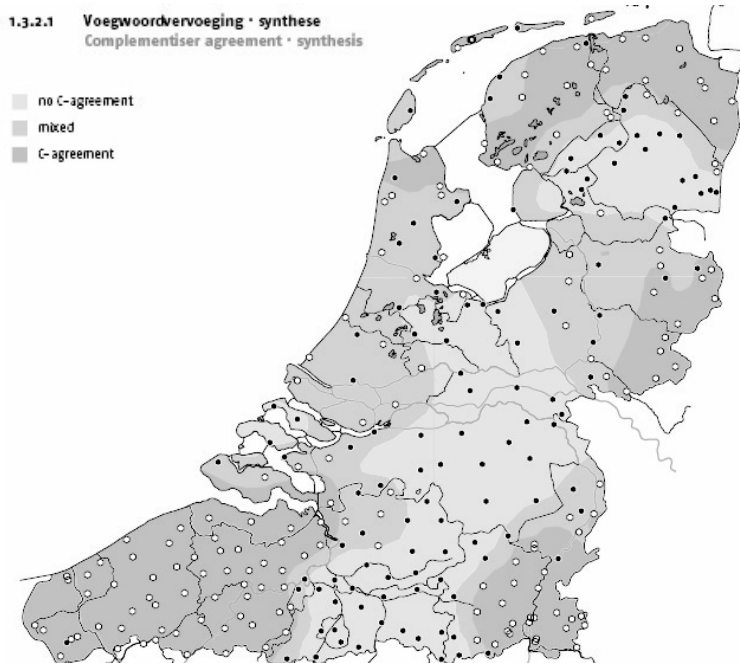 1.3.2.1 Voegwoordvervoeging · synthese
Complementiser agreement · synthesis
no C-agreement
mixed
C-agreement